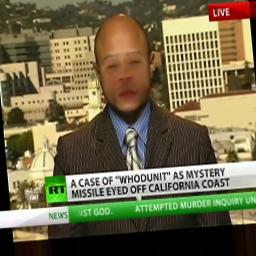 LIVE
RT
A CASE OF "WHODUNIT" AS MYSTERY
MISSILE EYED OFF CALIFORNIA COAST
NEWS
ST GOD. ATTEMPTED MURDER INQUIRY UN